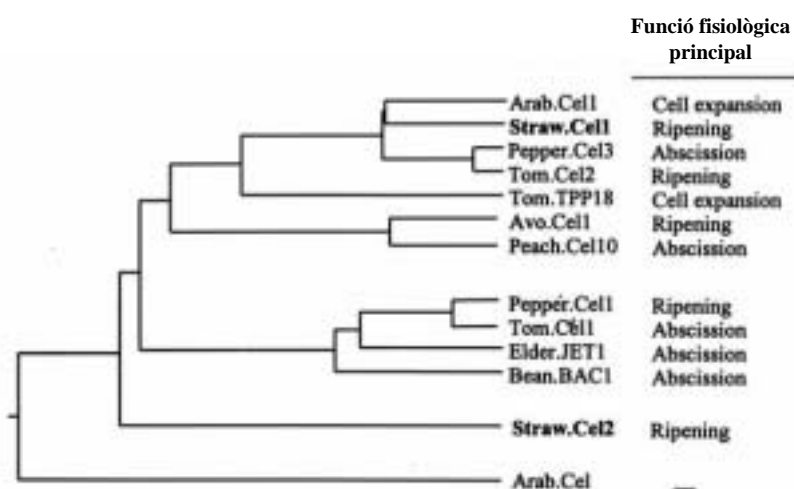 Funció fisiològica
principal
Arab.Cel1 Cell expansion
Straw.Cel1 Ripening
Pepper.Cel3 Abscission
Tom.Cel2 Ripening
Tom.TPP18 Cell expansion
Avo.Cel1 Ripening
Peach.Cel10 Abscission
Peppér.Cel1 Ripening
Tom.Cel1 Abscission
Elder.JET1 Abscission
Bean.BAC1 Abscission
Straw.Cel2 Ripening
Arab.Cel